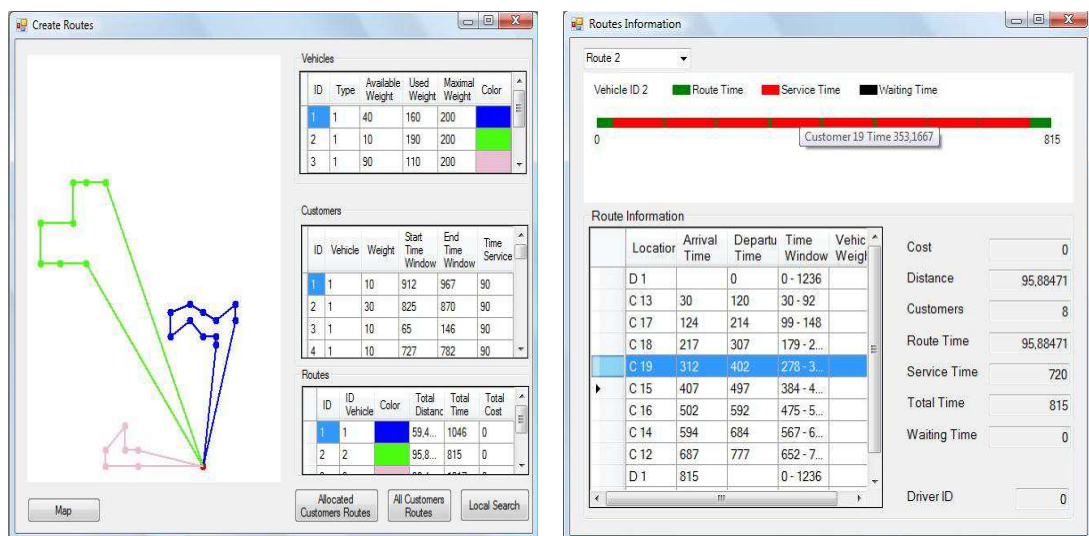 Create Routes
Vehicles
ID Type Available Weight Used Weight Maximal Weight Color
1 1 40 160 200
2 1 10 190 200
3 1 90 110 200
Customers
ID Vehicle Weight Start Time Window End Time Window Time Service
1 1 10 912 967 90
2 1 30 825 870 90
3 1 10 65 146 90
4 1 10 727 782 90
Routes
ID ID Vehicle Color Total Distanc Total Time Total Cost
1 1 59,4... 1046 0
2 2 95,8... 815 0
Map
Allocated Customers Routes
All Customers Routes
Local Search
Routes Information
Route 2
Vehicle ID 2 Route Time Service Time Waiting Time
Customer 19 Time 353,1667
0 815
Route Information
Location Arrival Time Departu Time Time Window Vehic Weigl
D 1 0 0 - 1236
C 13 30 120 30 - 92
C 17 124 214 99 - 148
C 18 217 307 179 - 2...
C 19 312 402 278 - 3...
C 15 407 497 384 - 4...
C 16 502 592 475 - 5...
C 14 594 684 567 - 6...
C 12 687 777 652 - 7...
D 1 815 0 - 1236
Cost 0
Distance 95,88471
Customers 8
Route Time 95,88471
Service Time 720
Total Time 815
Waiting Time 0
Driver ID 0